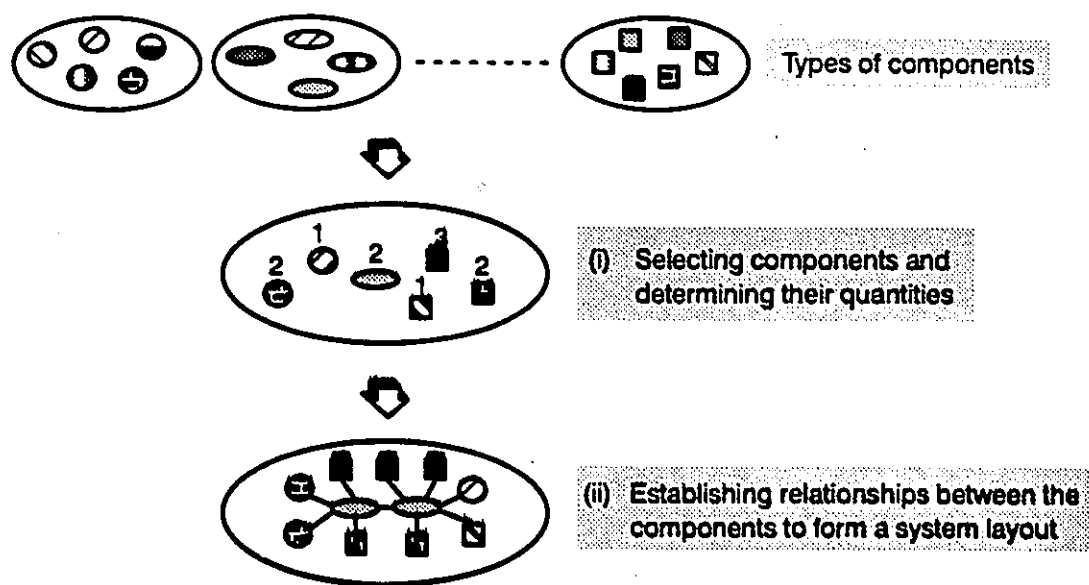 Types of components
1
2
2
3
1
2
(i) Selecting components and
determining their quantities
(ii) Establishing relationships between the
components to form a system layout